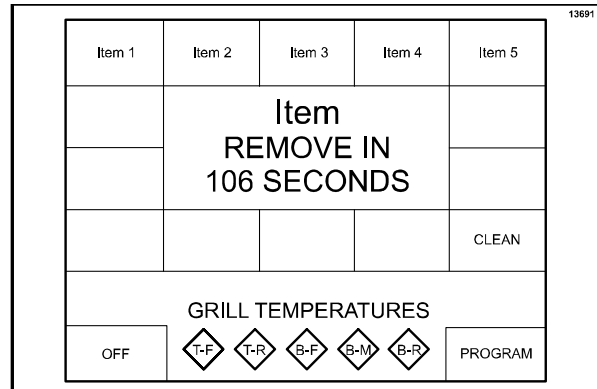 13691
Item 1 Item 2 Item 3 Item 4 Item 5
Item
REMOVE IN
106 SECONDS
CLEAN
GRILL TEMPERATURES
OFF T-F T-R B-F B-M B-R PROGRAM